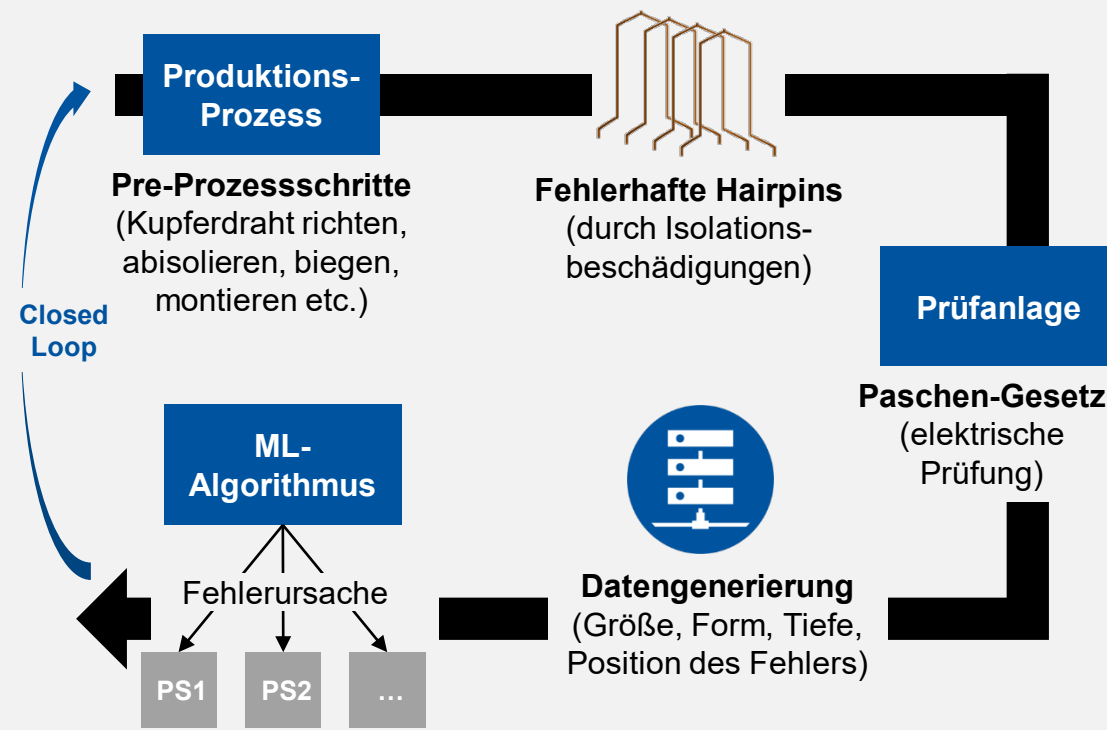 Produktions-
Prozess
Pre-Prozessschritte
(Kupferdraht richten,
abisolieren, biegen,
montieren etc.)
Fehlerhafte Hairpins
(durch Isolations-
beschädigungen)
Prüfanlage
Paschen-Gesetz
(elektrische
Prüfung)
Closed
Loop
ML-
Algorithmus
Fehlerursache
PS1
PS2
...
Datengenerierung
(Größe, Form, Tiefe,
Position des Fehlers)